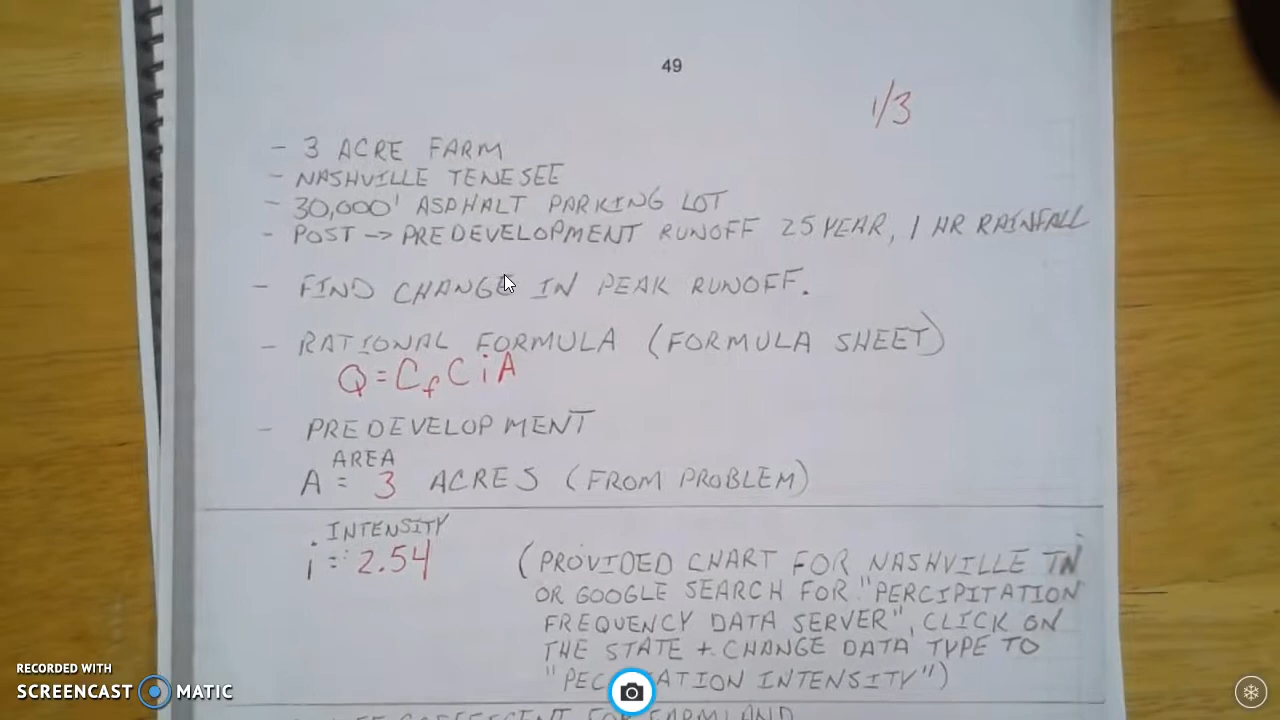 49
1/3
- 3 ACRE FARM
- NASHVILLE TENESEE
- 30,000' ASPHALT PARKING LOT
- POST → PREDEVELOPMENT RUNOFF 25 YEAR, 1 HR RAINFALL
- FIND CHANGE IN PEAK RUNOFF.
- RATIONAL FORMULA (FORMULA SHEET)
Q = Cf C i A
- PREDEVELOPMENT
AREA
A = 3 ACRES (FROM PROBLEM)
INTENSITY
i = 2.54 (PROVIDED CHART FOR NASHVILLE TN
OR GOOGLE SEARCH FOR "PERCIPITATION
FREQUENCY DATA SERVER", CLICK ON
THE STATE + CHANGE DATA TYPE TO
INTENSITY")
COEFFICIENT FOR FARMLAND
RECORDED WITH
SCREENCAST MATIC